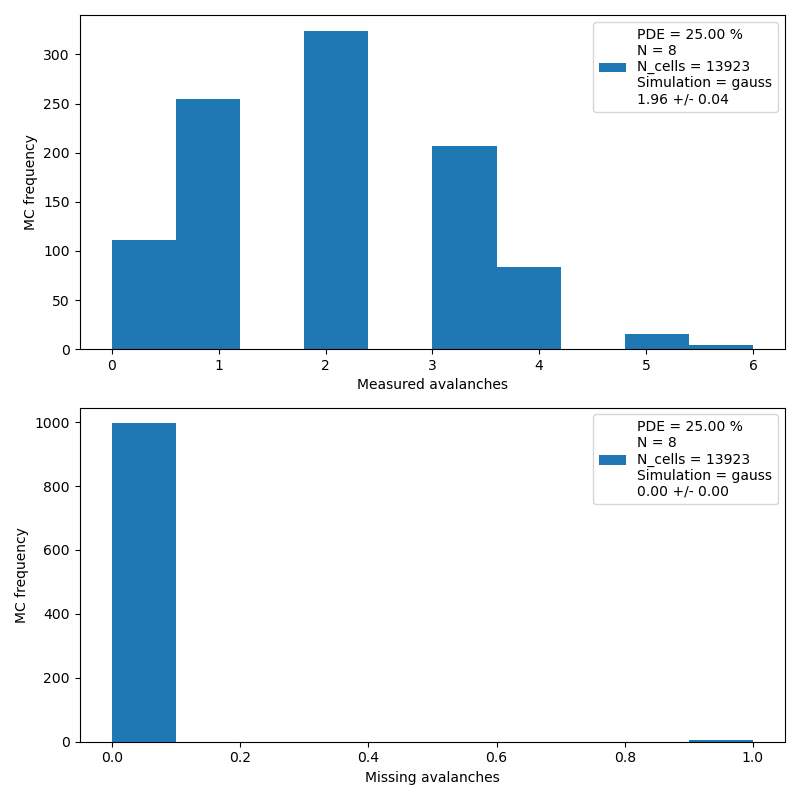 PDE = 25.00 %
N = 8
N_cells = 13923
Simulation = gauss
1.96 +/- 0.04
MC frequency
300
250
200
150
100
50
0
0 1 2 3 4 5 6
Measured avalanches
PDE = 25.00 %
N = 8
N_cells = 13923
Simulation = gauss
0.00 +/- 0.00
MC frequency
1000
800
600
400
200
0
0.0 0.2 0.4 0.6 0.8 1.0
Missing avalanches